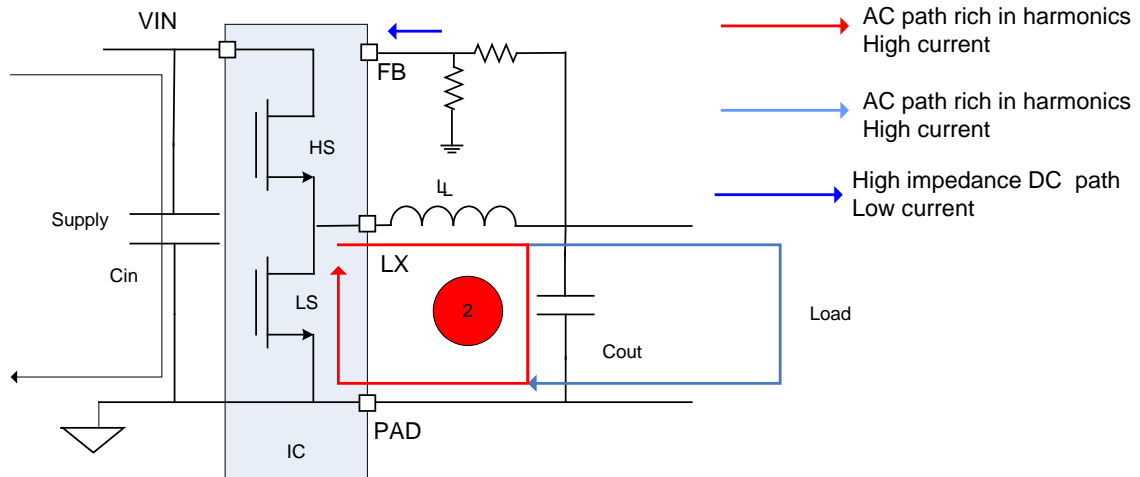 VIN
AC path rich in harmonics
High current
FB
AC path rich in harmonics
High current
HS
High impedance DC path
Low current
L
Supply
LX
Cin
LS
2
Load
Cout
PAD
IC